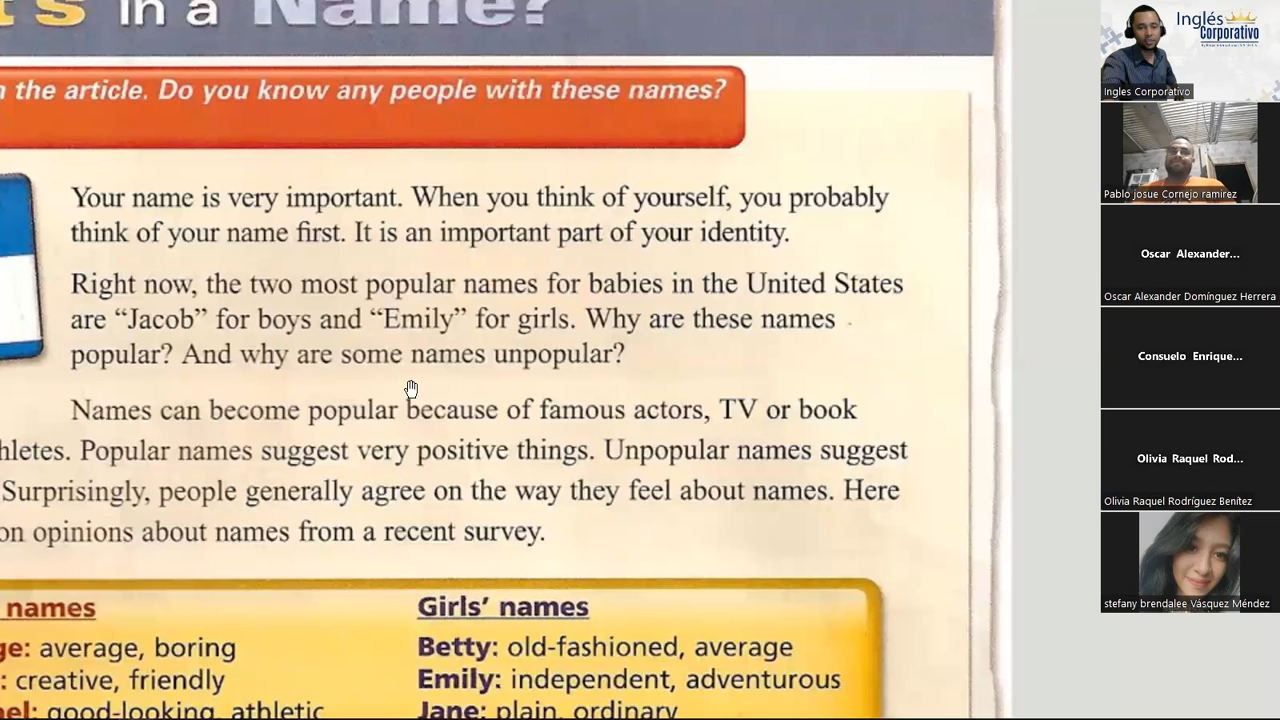 t's in a Name?
n the article. Do you know any people with these names?
Your name is very important. When you think of yourself, you probably
think of your name first. It is an important part of your identity.
Right now, the two most popular names for babies in the United States
are “Jacob” for boys and “Emily” for girls. Why are these names
popular? And why are some names unpopular?
Names can become popular because of famous actors, TV or book
hletes. Popular names suggest very positive things. Unpopular names suggest
Surprisingly, people generally agree on the way they feel about names. Here
on opinions about names from a recent survey.
names
ge: average, boring
: creative, friendly
el: good-looking, athletic
Girls’ names
Betty: old-fashioned, average
Emily: independent, adventurous
Jane: plain, ordinary
Inglés
Corporativo
Ingles Corporativo
Pablo josue Cornejo ramirez
Oscar Alexander...
Oscar Alexander Domínguez Herrera
Consuelo Enrique...
Olivia Raquel Rod...
Olivia Raquel Rodríguez Benítez
stefany brendalee Vásquez Méndez